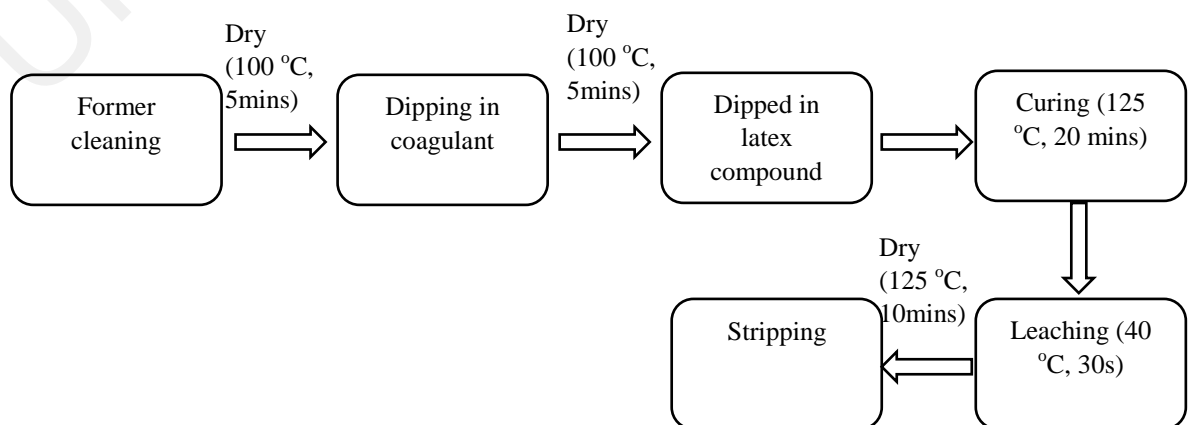 Former
cleaning
Dry
(100 °C,
5mins)
Dipping in
coagulant
Dry
(100 °C,
5mins)
Dipped in
latex
compound
Curing (125
°C, 20 mins)
Leaching (40
°C, 30s)
Dry
(125 °C,
10mins)
Stripping